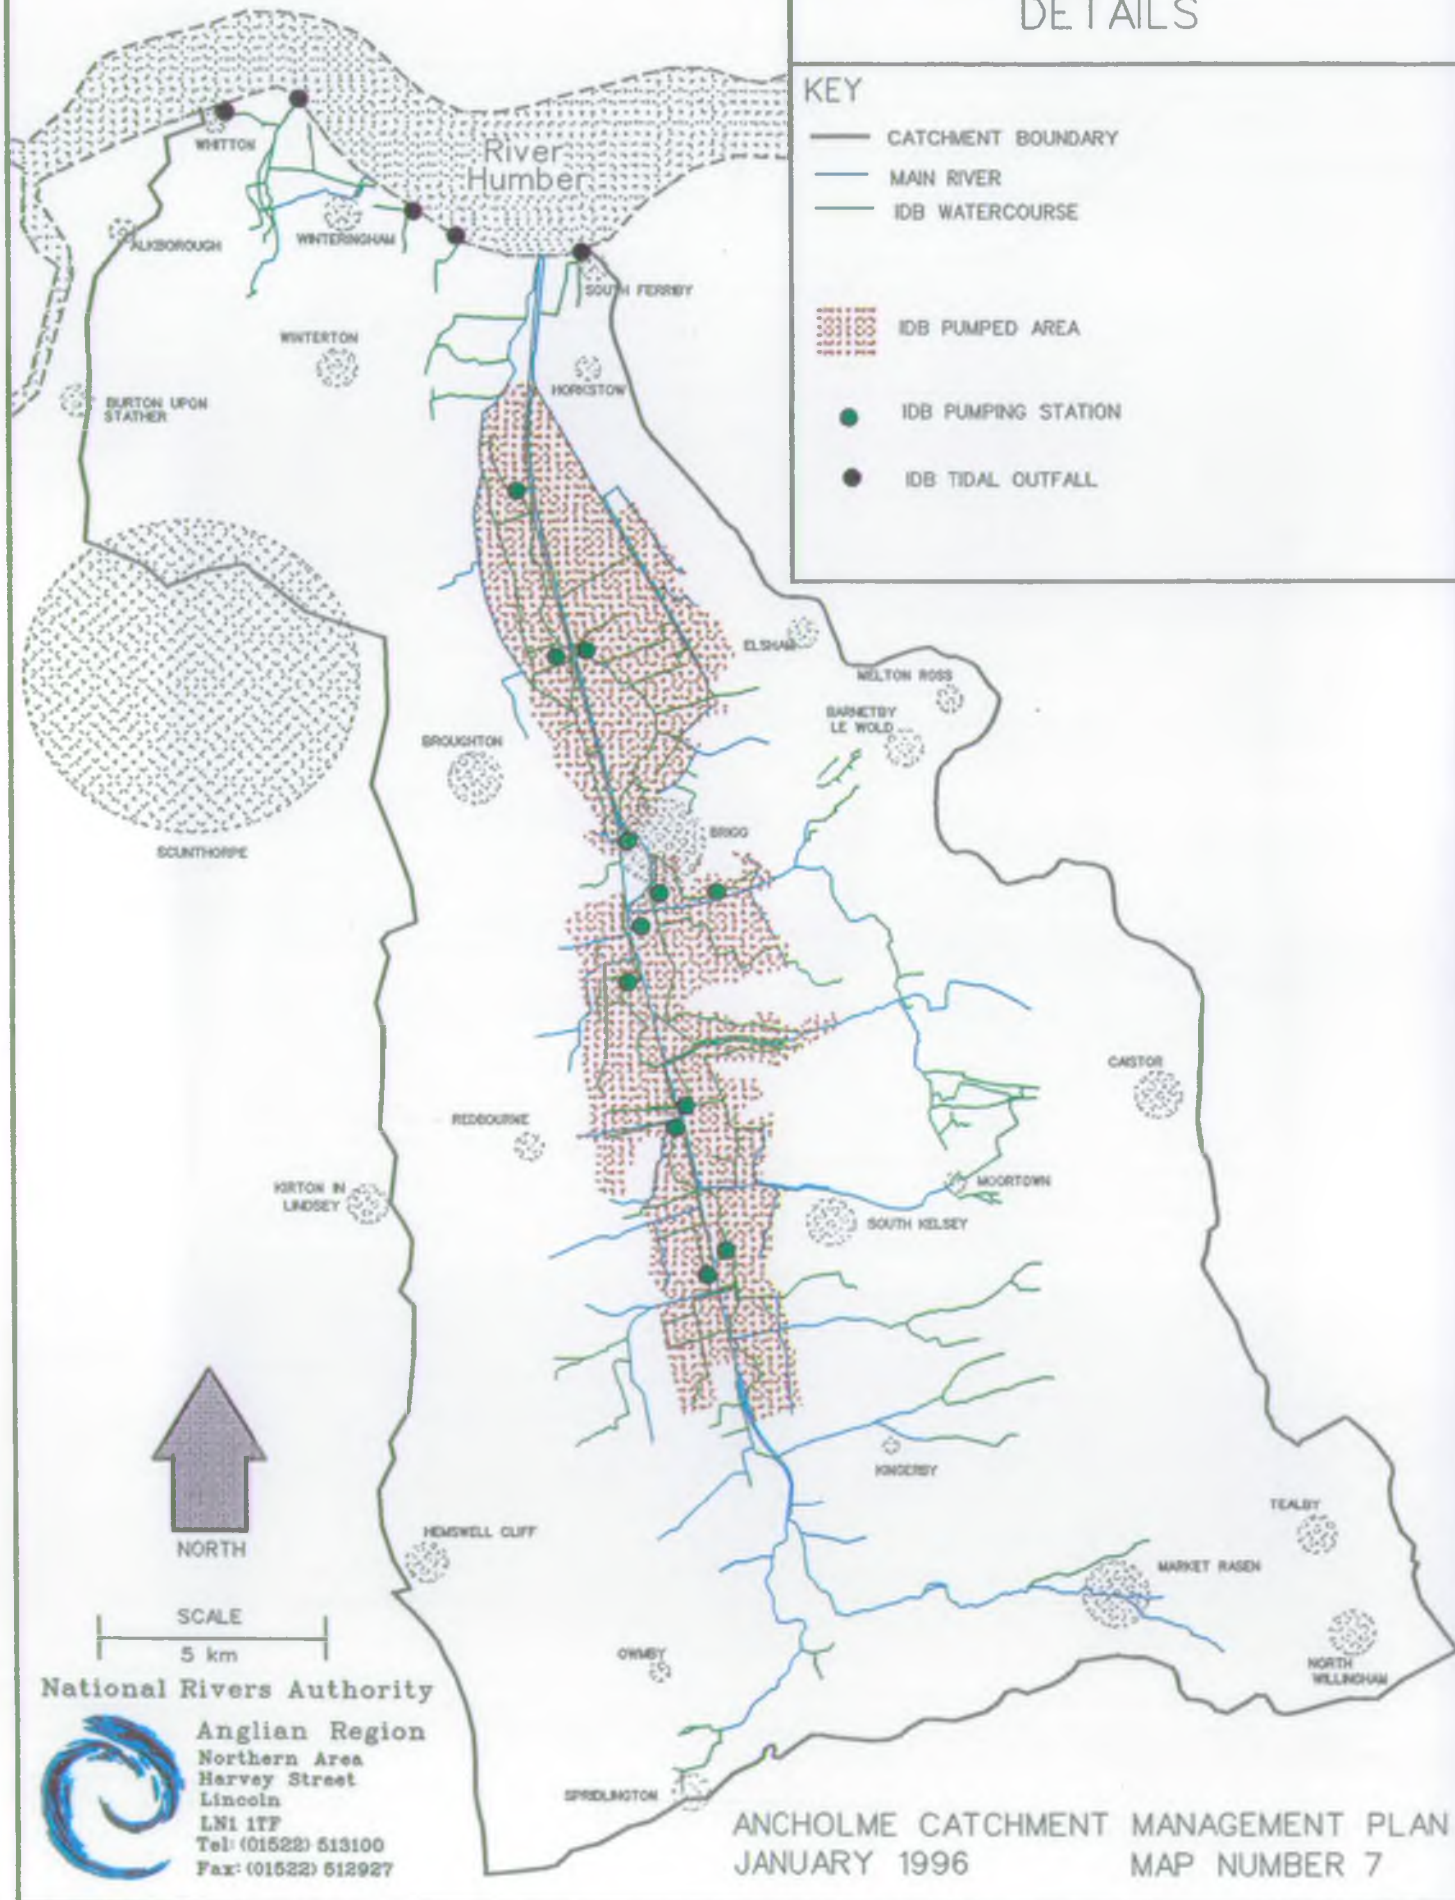 DETAILS
KEY
CATCHMENT BOUNDARY
MAIN RIVER
IDB WATERCOURSE
IDB PUMPED AREA
IDB PUMPING STATION
IDB TIDAL OUTFALL
River
Humber
WHITTON
ALKBOROUGH
WINTERINGHAM
SOUTH FERRIBY
WINTERTON
HORKSTOW
BURTON UPON
STATHER
ELSHAM
MELTON ROSS
BARNETBY
LE WOLD
BROUGHTON
BRIGG
SCUNTHORPE
CAISTOR
REDBOURNE
MOORTOWN
KIRTON IN
LINDSEY
SOUTH KELSEY
KINGERBY
TEALBY
HEMSWELL CLIFF
MARKET RASEN
NORTH
WILLINGHAM
OWMBY
SPRIDLINGTON
NORTH
SCALE
5 km
National Rivers Authority
Anglian Region
Northern Area
Harvey Street
Lincoln
LN1 1TF
Tel: (01522) 513100
Fax: (01522) 512927
ANCHOLME CATCHMENT MANAGEMENT PLAN
JANUARY 1996 MAP NUMBER 7